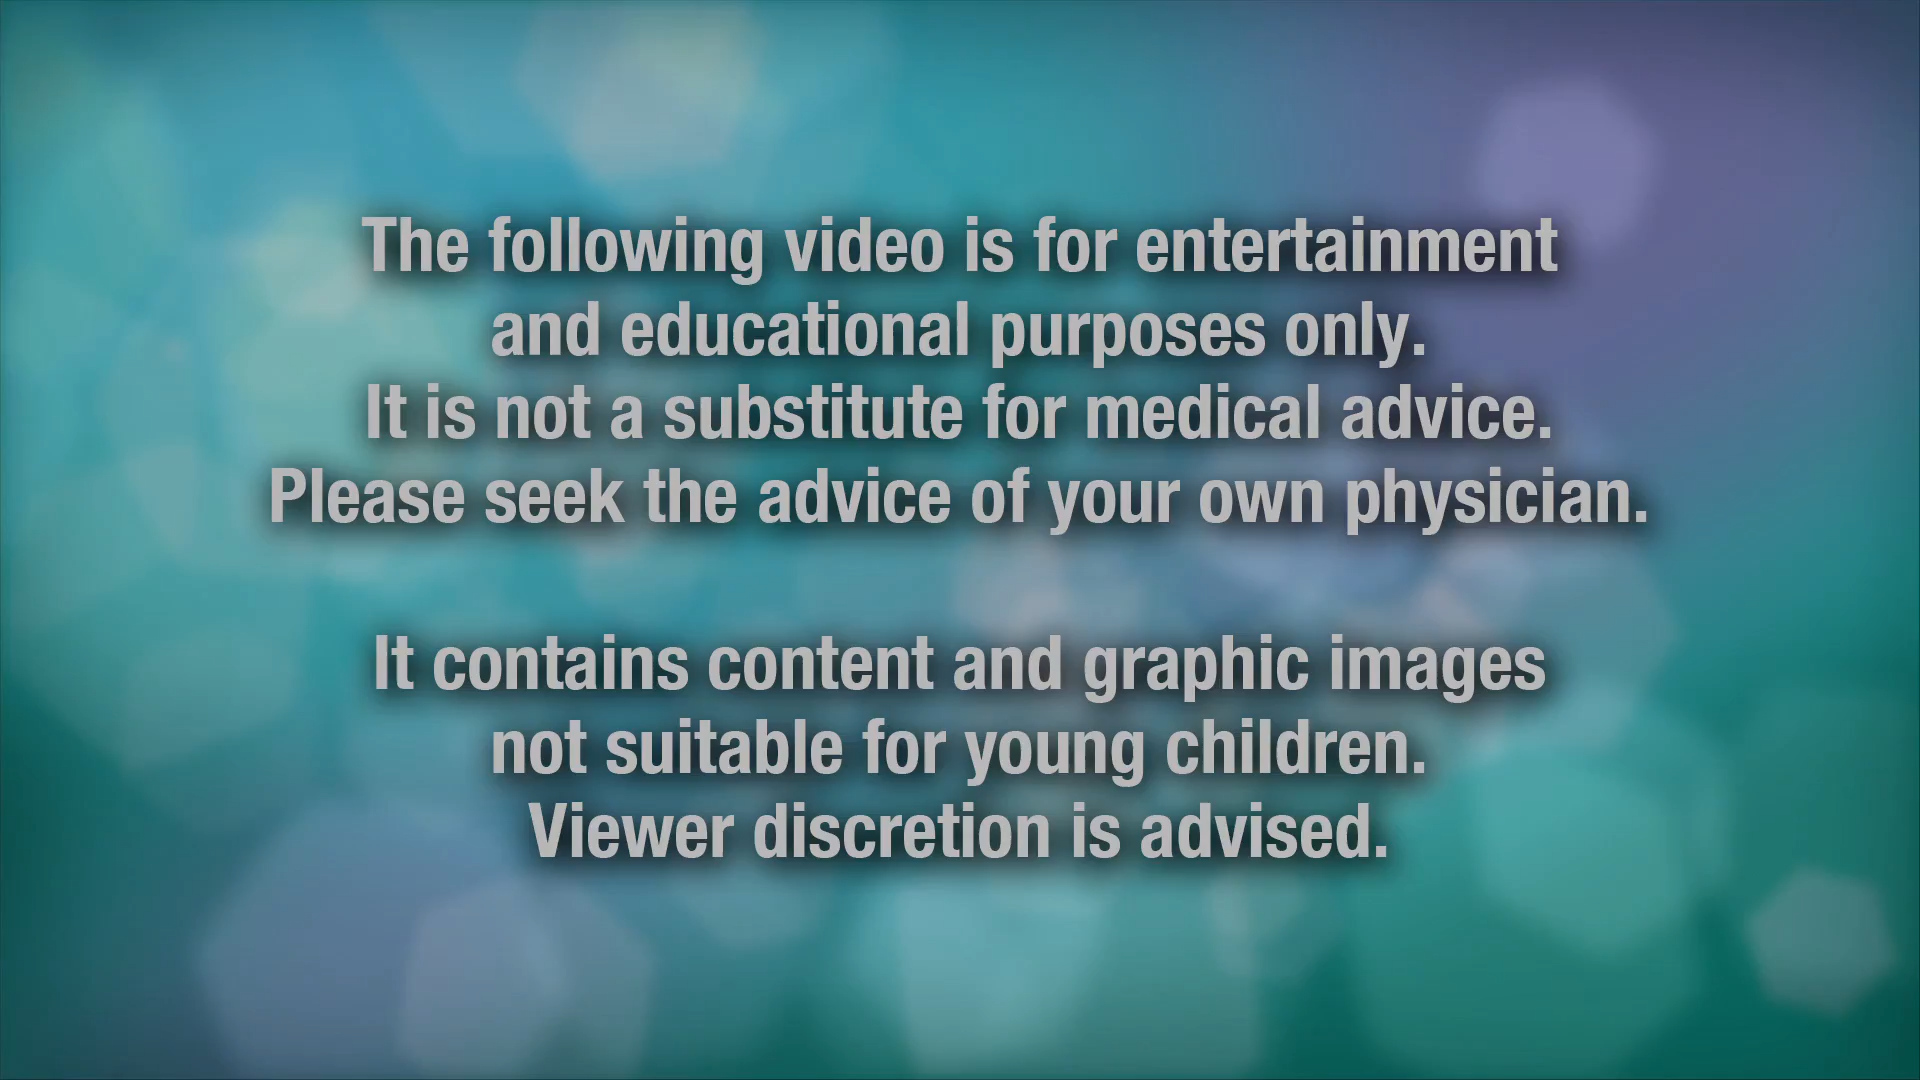 The following video is for entertainment
and educational purposes only.
It is not a substitute for medical advice.
Please seek the advice of your own physician.
It contains content and graphic images
not suitable for young children.
Viewer discretion is advised.